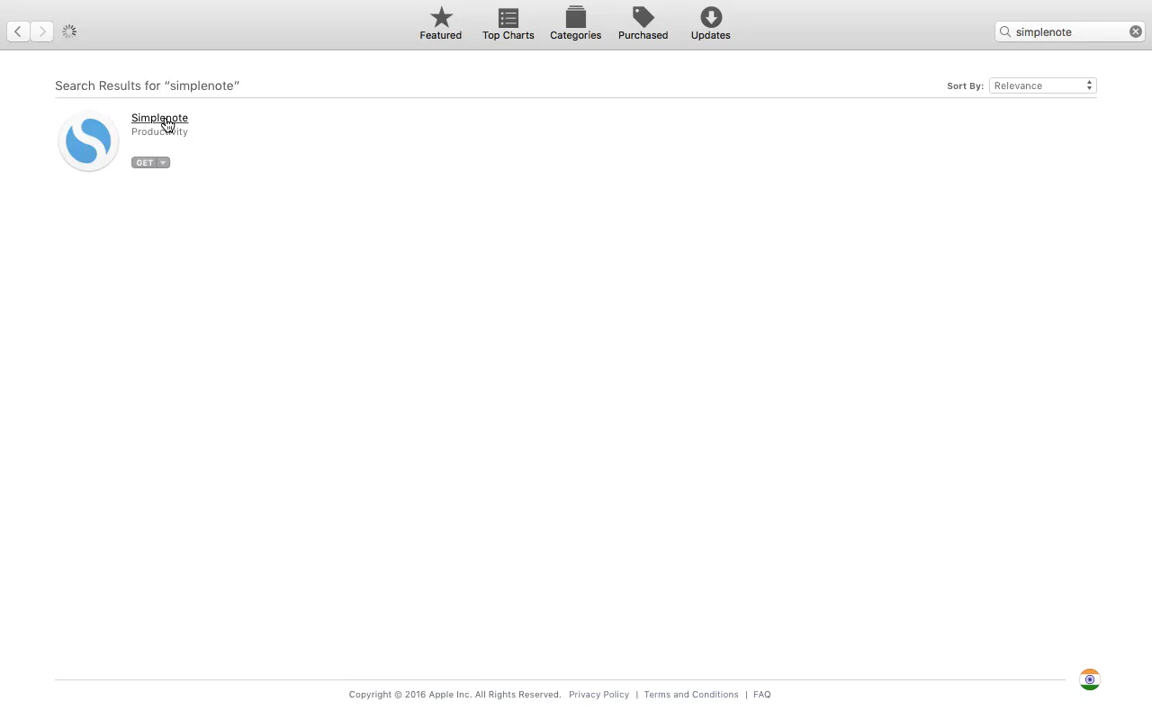 Featured
Top Charts
Categories
Purchased
Updates
simplenote
Search Results for “simplenote”
Sort By: Relevance
Simplenote
Productivity
GET
Copyright © 2016 Apple Inc. All Rights Reserved. Privacy Policy | Terms and Conditions | FAQ